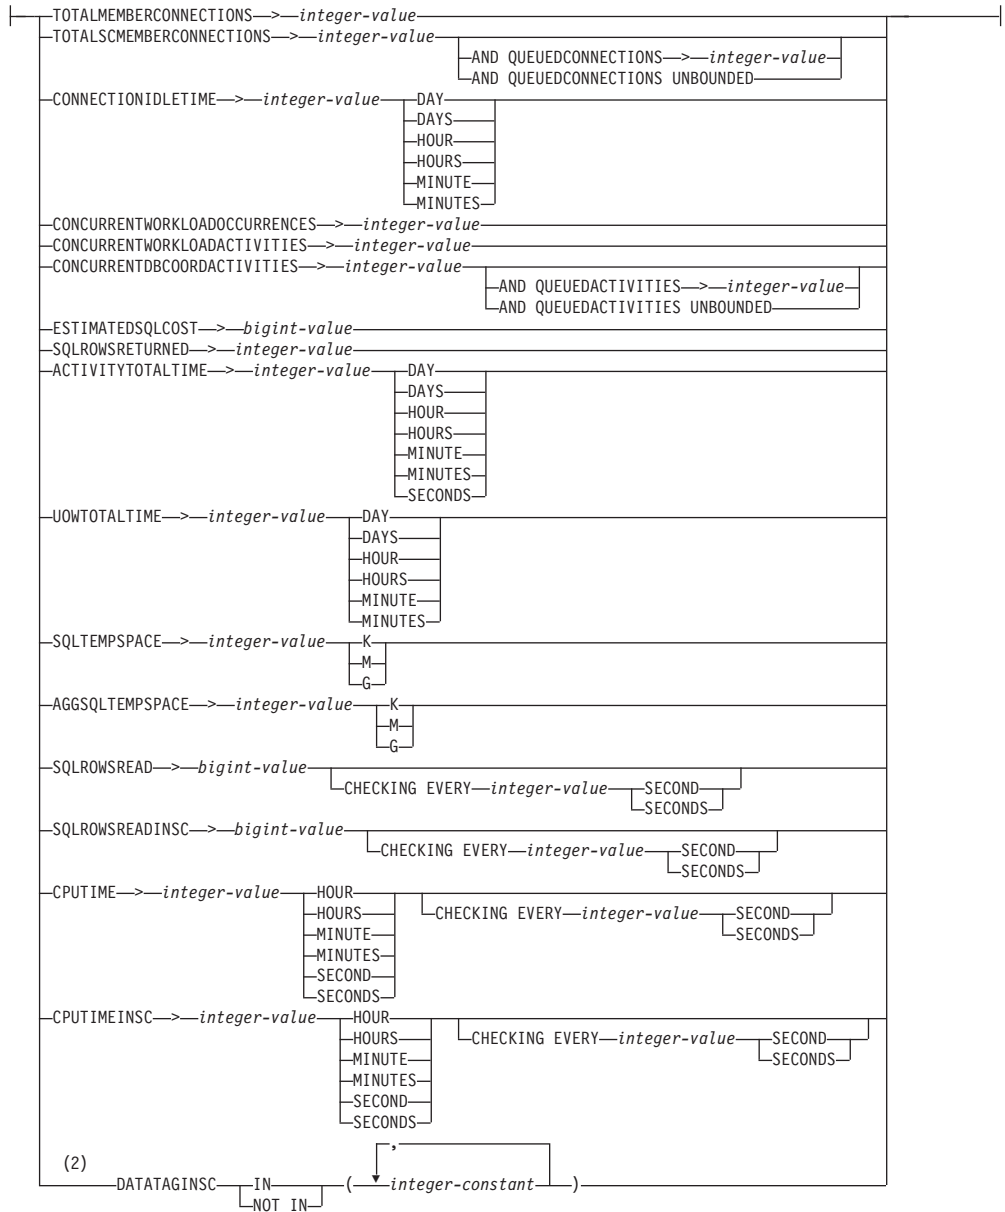 TOTALMEMBERCONNECTIONS > integer-value
TOTALSCMEMBERCONNECTIONS > integer-value
AND QUEUEDCONNECTIONS > integer-value
AND QUEUEDCONNECTIONS UNBOUNDED
CONNECTIONIDLETIME > integer-value DAY
DAYS
HOUR
HOURS
MINUTE
MINUTES
CONCURRENTWORKLOADOCCURRENCES > integer-value
CONCURRENTWORKLOADACTIVITIES > integer-value
CONCURRENTDBCOORDACTIVITIES > integer-value
AND QUEUEDACTIVITIES > integer-value
AND QUEUEDACTIVITIES UNBOUNDED
ESTIMATEDSQLCOST > bigint-value
SQLROWSRETURNED > integer-value
ACTIVITYTOTALTIME > integer-value DAY
DAYS
HOUR
HOURS
MINUTE
MINUTES
SECONDS
UOWTOTALTIME > integer-value DAY
DAYS
HOUR
HOURS
MINUTE
MINUTES
SQLTEMPSPACE > integer-value K
M
G
AGGSQLTEMPSPACE > integer-value K
M
G
SQLROWSREAD > bigint-value
CHECKING EVERY integer-value SECOND
SECONDS
SQLROWSREADINSC > bigint-value
CHECKING EVERY integer-value SECOND
SECONDS
CPUTIME > integer-value HOUR
HOURS CHECKING EVERY integer-value SECOND
MINUTE SECONDS
MINUTES
SECOND
SECONDS
CPUTIMEINSC > integer-value HOUR
HOURS CHECKING EVERY integer-value SECOND
MINUTE SECONDS
MINUTES
SECOND
SECONDS
,
(2)
DATATAGINSC IN ( integer-constant )
NOT IN